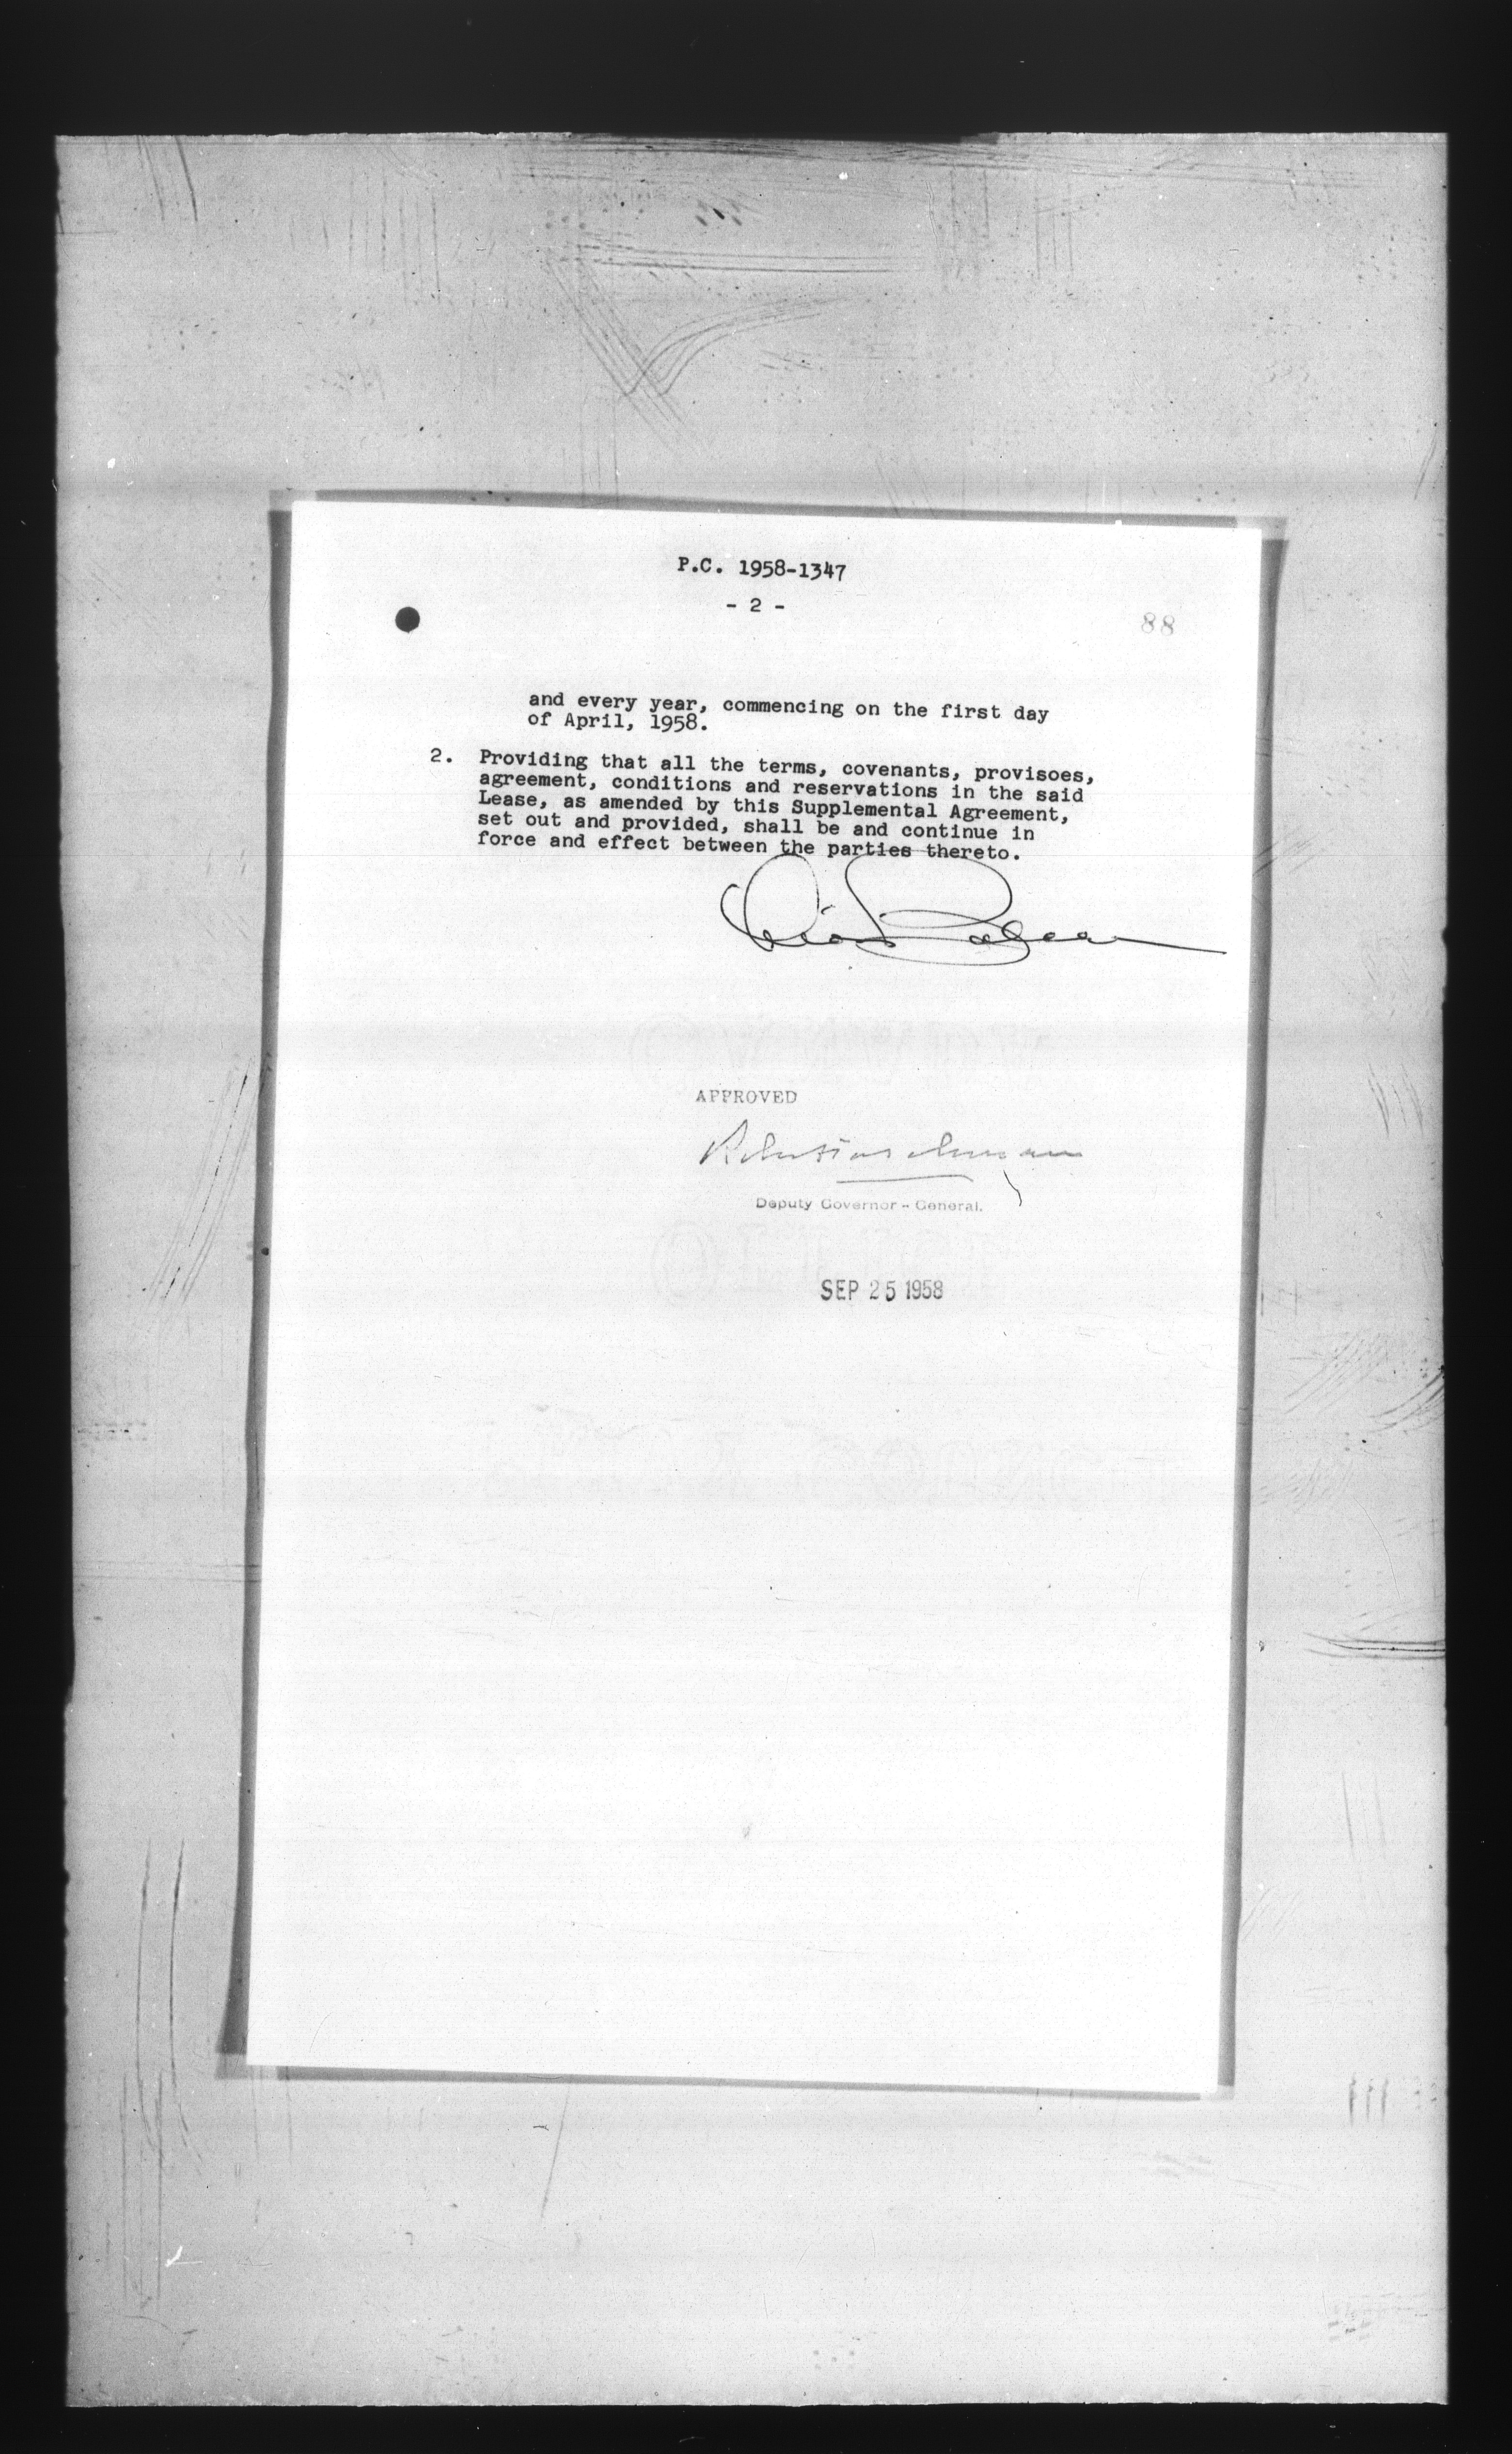 P.C. 1958-1347
- 2 -
88
and every year, commencing on the first day
of April, 1958.
2. Providing that all the terms, covenants, provisoes,
agreement, conditions and reservations in the said
Lease, as amended by this Supplemental Agreement,
set out and provided, shall be and continue in
force and effect between the parties thereto.
APPROVED
Deputy Governor - General.
SEP 25 1958